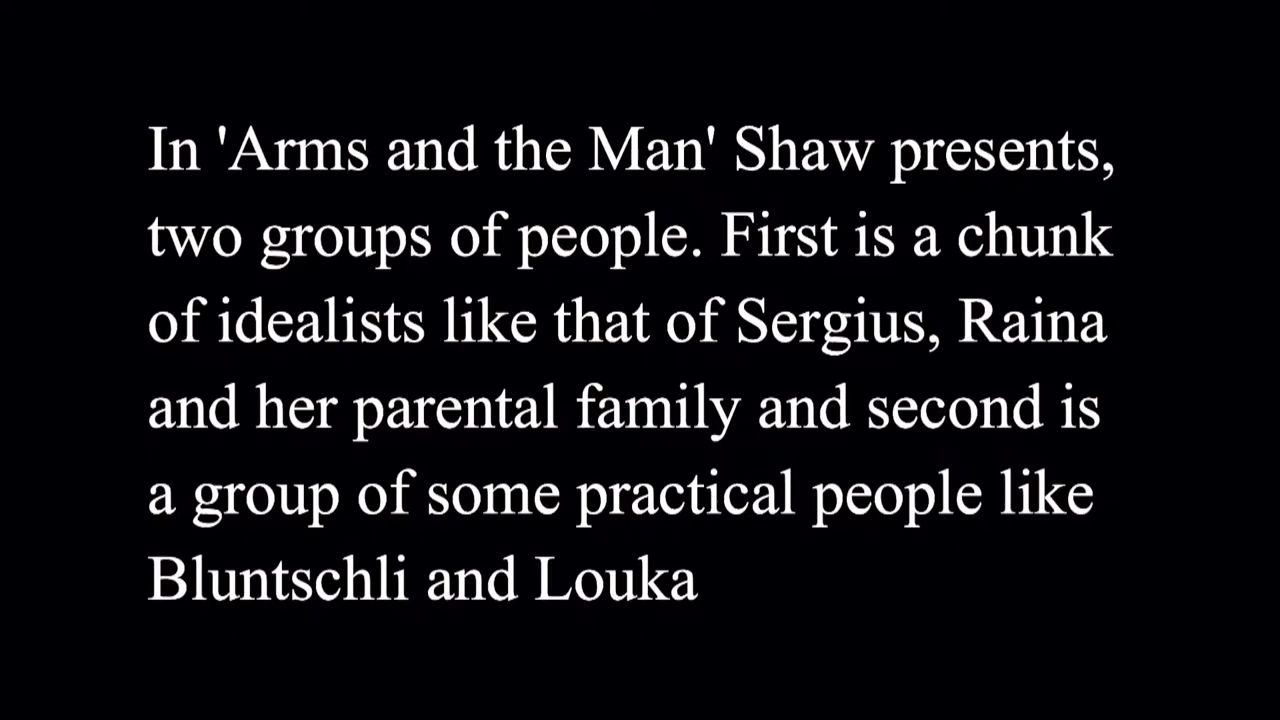 In 'Arms and the Man' Shaw presents,
two groups of people. First is a chunk
of idealists like that of Sergius, Raina
and her parental family and second is
a group of some practical people like
Bluntschli and Louka